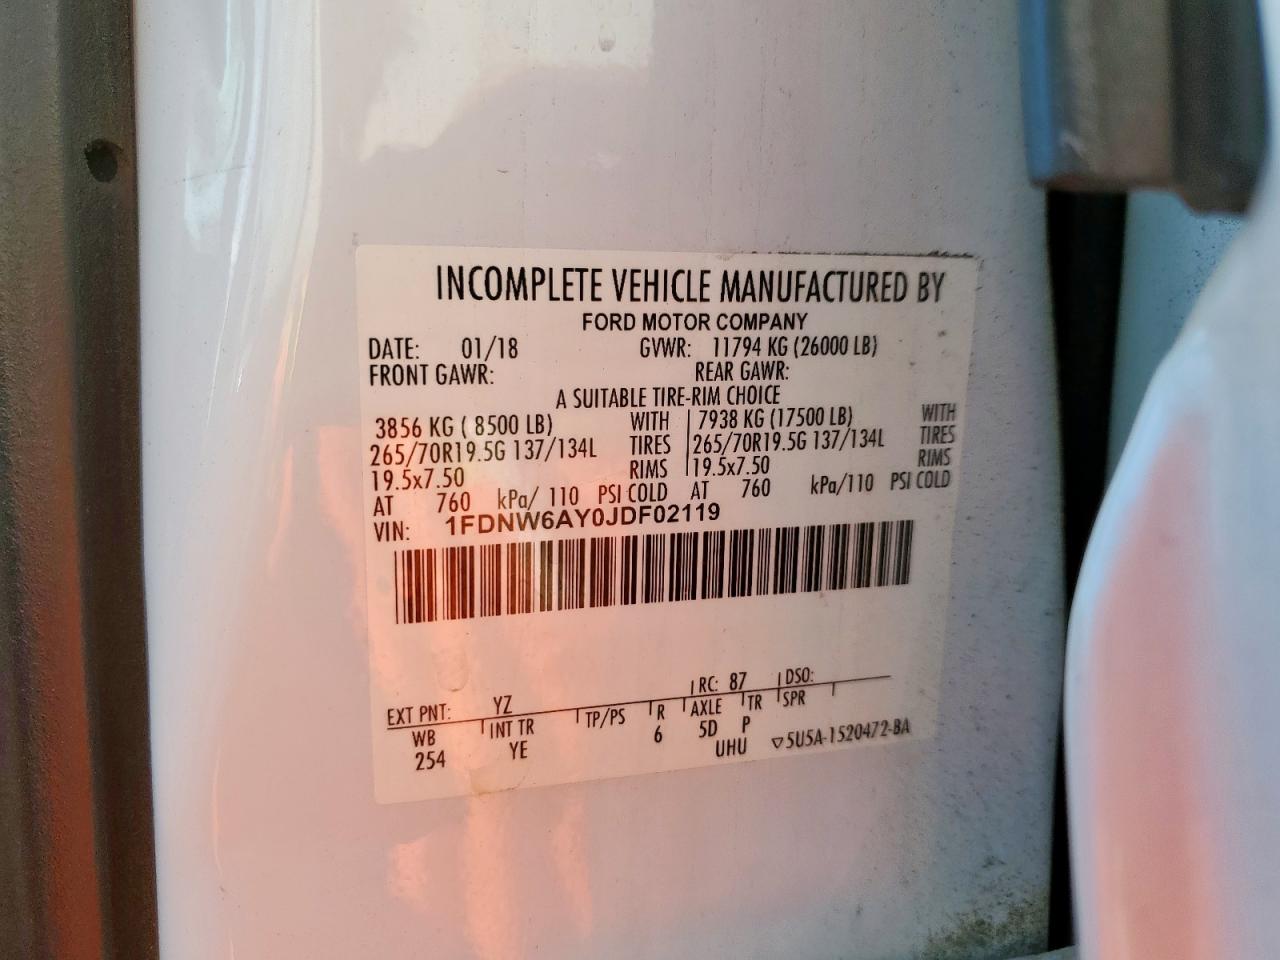 INCOMPLETE VEHICLE MANUFACTURED BY
FORD MOTOR COMPANY
DATE: 01/18 GVWR: 11794 KG (26000 LB)
FRONT GAWR: REAR GAWR:
A SUITABLE TIRE-RIM CHOICE
3856 KG ( 8500 LB) WITH 7938 KG (17500 LB) WITH
265/70R19.5G 137/134L TIRES 265/70R19.5G 137/134L TIRES
19.5x7.50 RIMS 19.5x7.50 RIMS
AT 760 kPa/ 110 PSI COLD AT 760 kPa/110 PSI COLD
VIN: 1FDNW6AY0JDF02119
RC: 87 DSO:
EXT PNT: YZ
WB INT TR TP/PS R AXLE TR SPR
254 YE 6 5D P
UHU ▽5U5A-1520472-BA